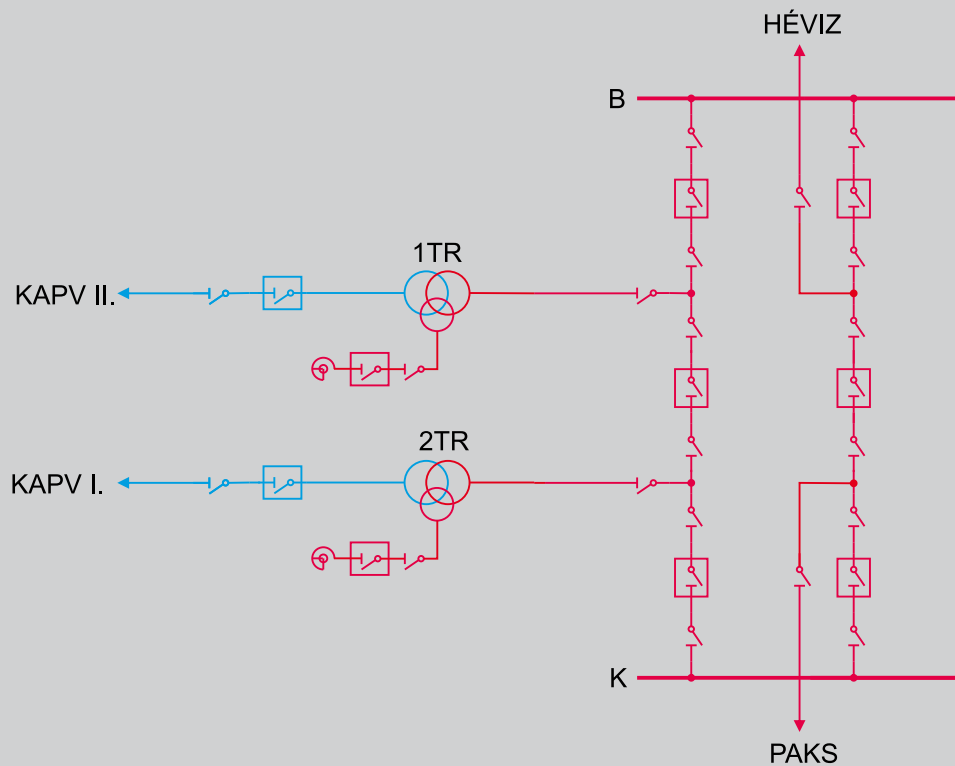 HÉVIZ
B
1TR
KAPV II.
2TR
KAPV I.
K
PAKS